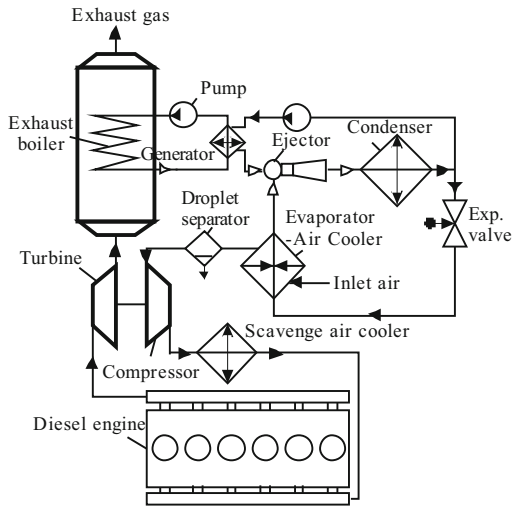 Exhaust gas
Pump
Exhaust
boiler
Generator
Ejector
Condenser
Droplet
separator
Evaporator
-Air Cooler
Exp.
valve
Turbine
Inlet air
Scavenge air cooler
Compressor
Diesel engine